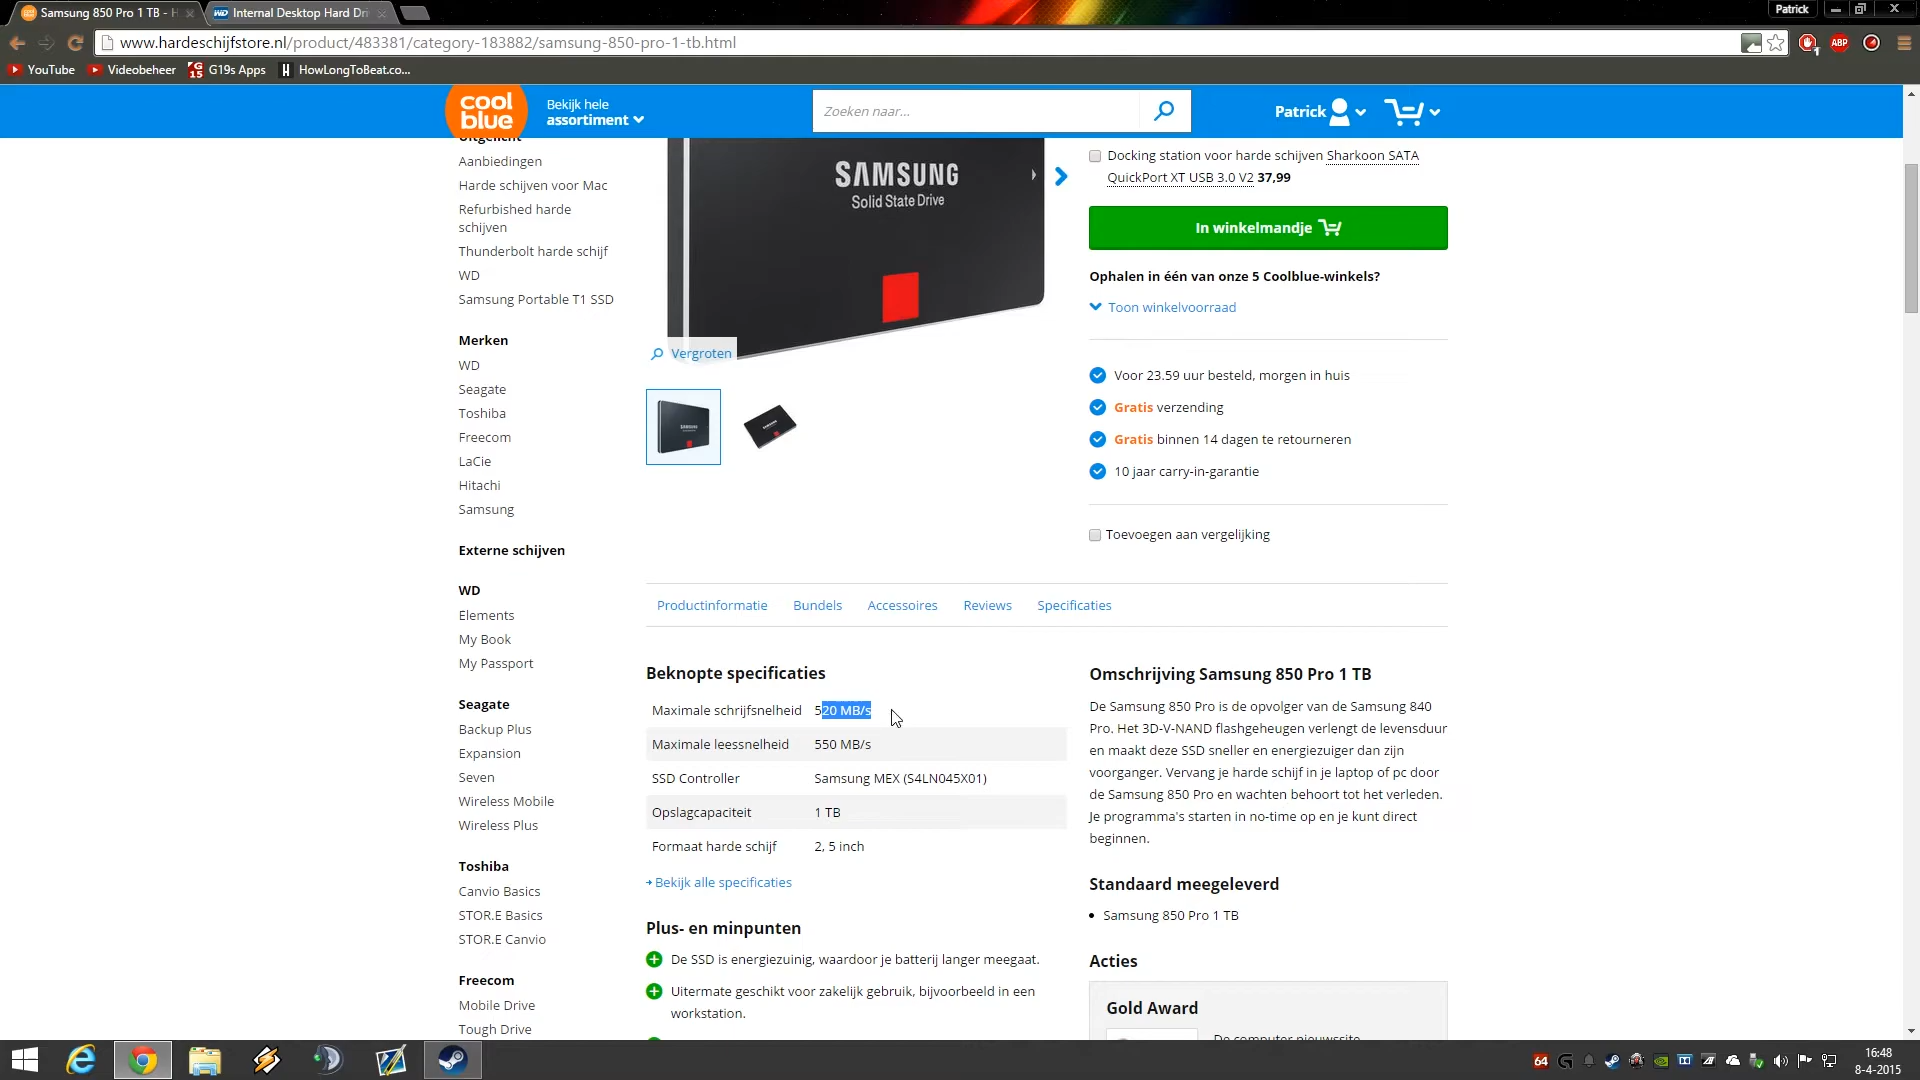 Samsung 850 Pro 1 TB - H
Internal Desktop Hard Dri
Patrick
www.hardeschijfstore.nl/product/483381/category-183882/samsung-850-pro-1-tb.html
1
ABP
YouTube
Videobeheer
G19s Apps
HowLongToBeat.co...
cool
blue
Bekijk hele
assortiment
Zoeken naar...
Patrick
Uitgelicht
Aanbiedingen
Harde schijven voor Mac
Refurbished harde
schijven
Thunderbolt harde schijf
WD
Samsung Portable T1 SSD
Merken
WD
Seagate
Toshiba
Freecom
LaCie
Hitachi
Samsung
Externe schijven
WD
Elements
My Book
My Passport
Seagate
Backup Plus
Expansion
Seven
Wireless Mobile
Wireless Plus
Toshiba
Canvio Basics
STOR.E Basics
STOR.E Canvio
Freecom
Mobile Drive
Tough Drive
SAMSUNG
Solid State Drive
Vergroten
Docking station voor harde schijven Sharkoon SATA
QuickPort XT USB 3.0 V2 37,99
In winkelmandje
Ophalen in één van onze 5 Coolblue-winkels?
Toon winkelvoorraad
Voor 23.59 uur besteld, morgen in huis
Gratis verzending
Gratis binnen 14 dagen te retourneren
10 jaar carry-in-garantie
Toevoegen aan vergelijking
Productinformatie
Bundels
Accessoires
Reviews
Specificaties
Beknopte specificaties
Maximale schrijfsnelheid 520 MB/s
Maximale leessnelheid 550 MB/s
SSD Controller Samsung MEX (S4LN045X01)
Opslagcapaciteit 1 TB
Formaat harde schijf 2, 5 inch
Bekijk alle specificaties
Plus- en minpunten
De SSD is energiezuinig, waardoor je batterij langer meegaat.
Uitermate geschikt voor zakelijk gebruik, bijvoorbeeld in een
workstation.
Omschrijving Samsung 850 Pro 1 TB
De Samsung 850 Pro is de opvolger van de Samsung 840
Pro. Het 3D-V-NAND flashgeheugen verlengt de levensduur
en maakt deze SSD sneller en energiezuiger dan zijn
voorganger. Vervang je harde schijf in je laptop of pc door
de Samsung 850 Pro en wachten behoort tot het verleden.
Je programma's starten in no-time op en je kunt direct
beginnen.
Standaard meegeleverd
Samsung 850 Pro 1 TB
Acties
Gold Award
De computer nieuwssite
64
16:48
8-4-2015